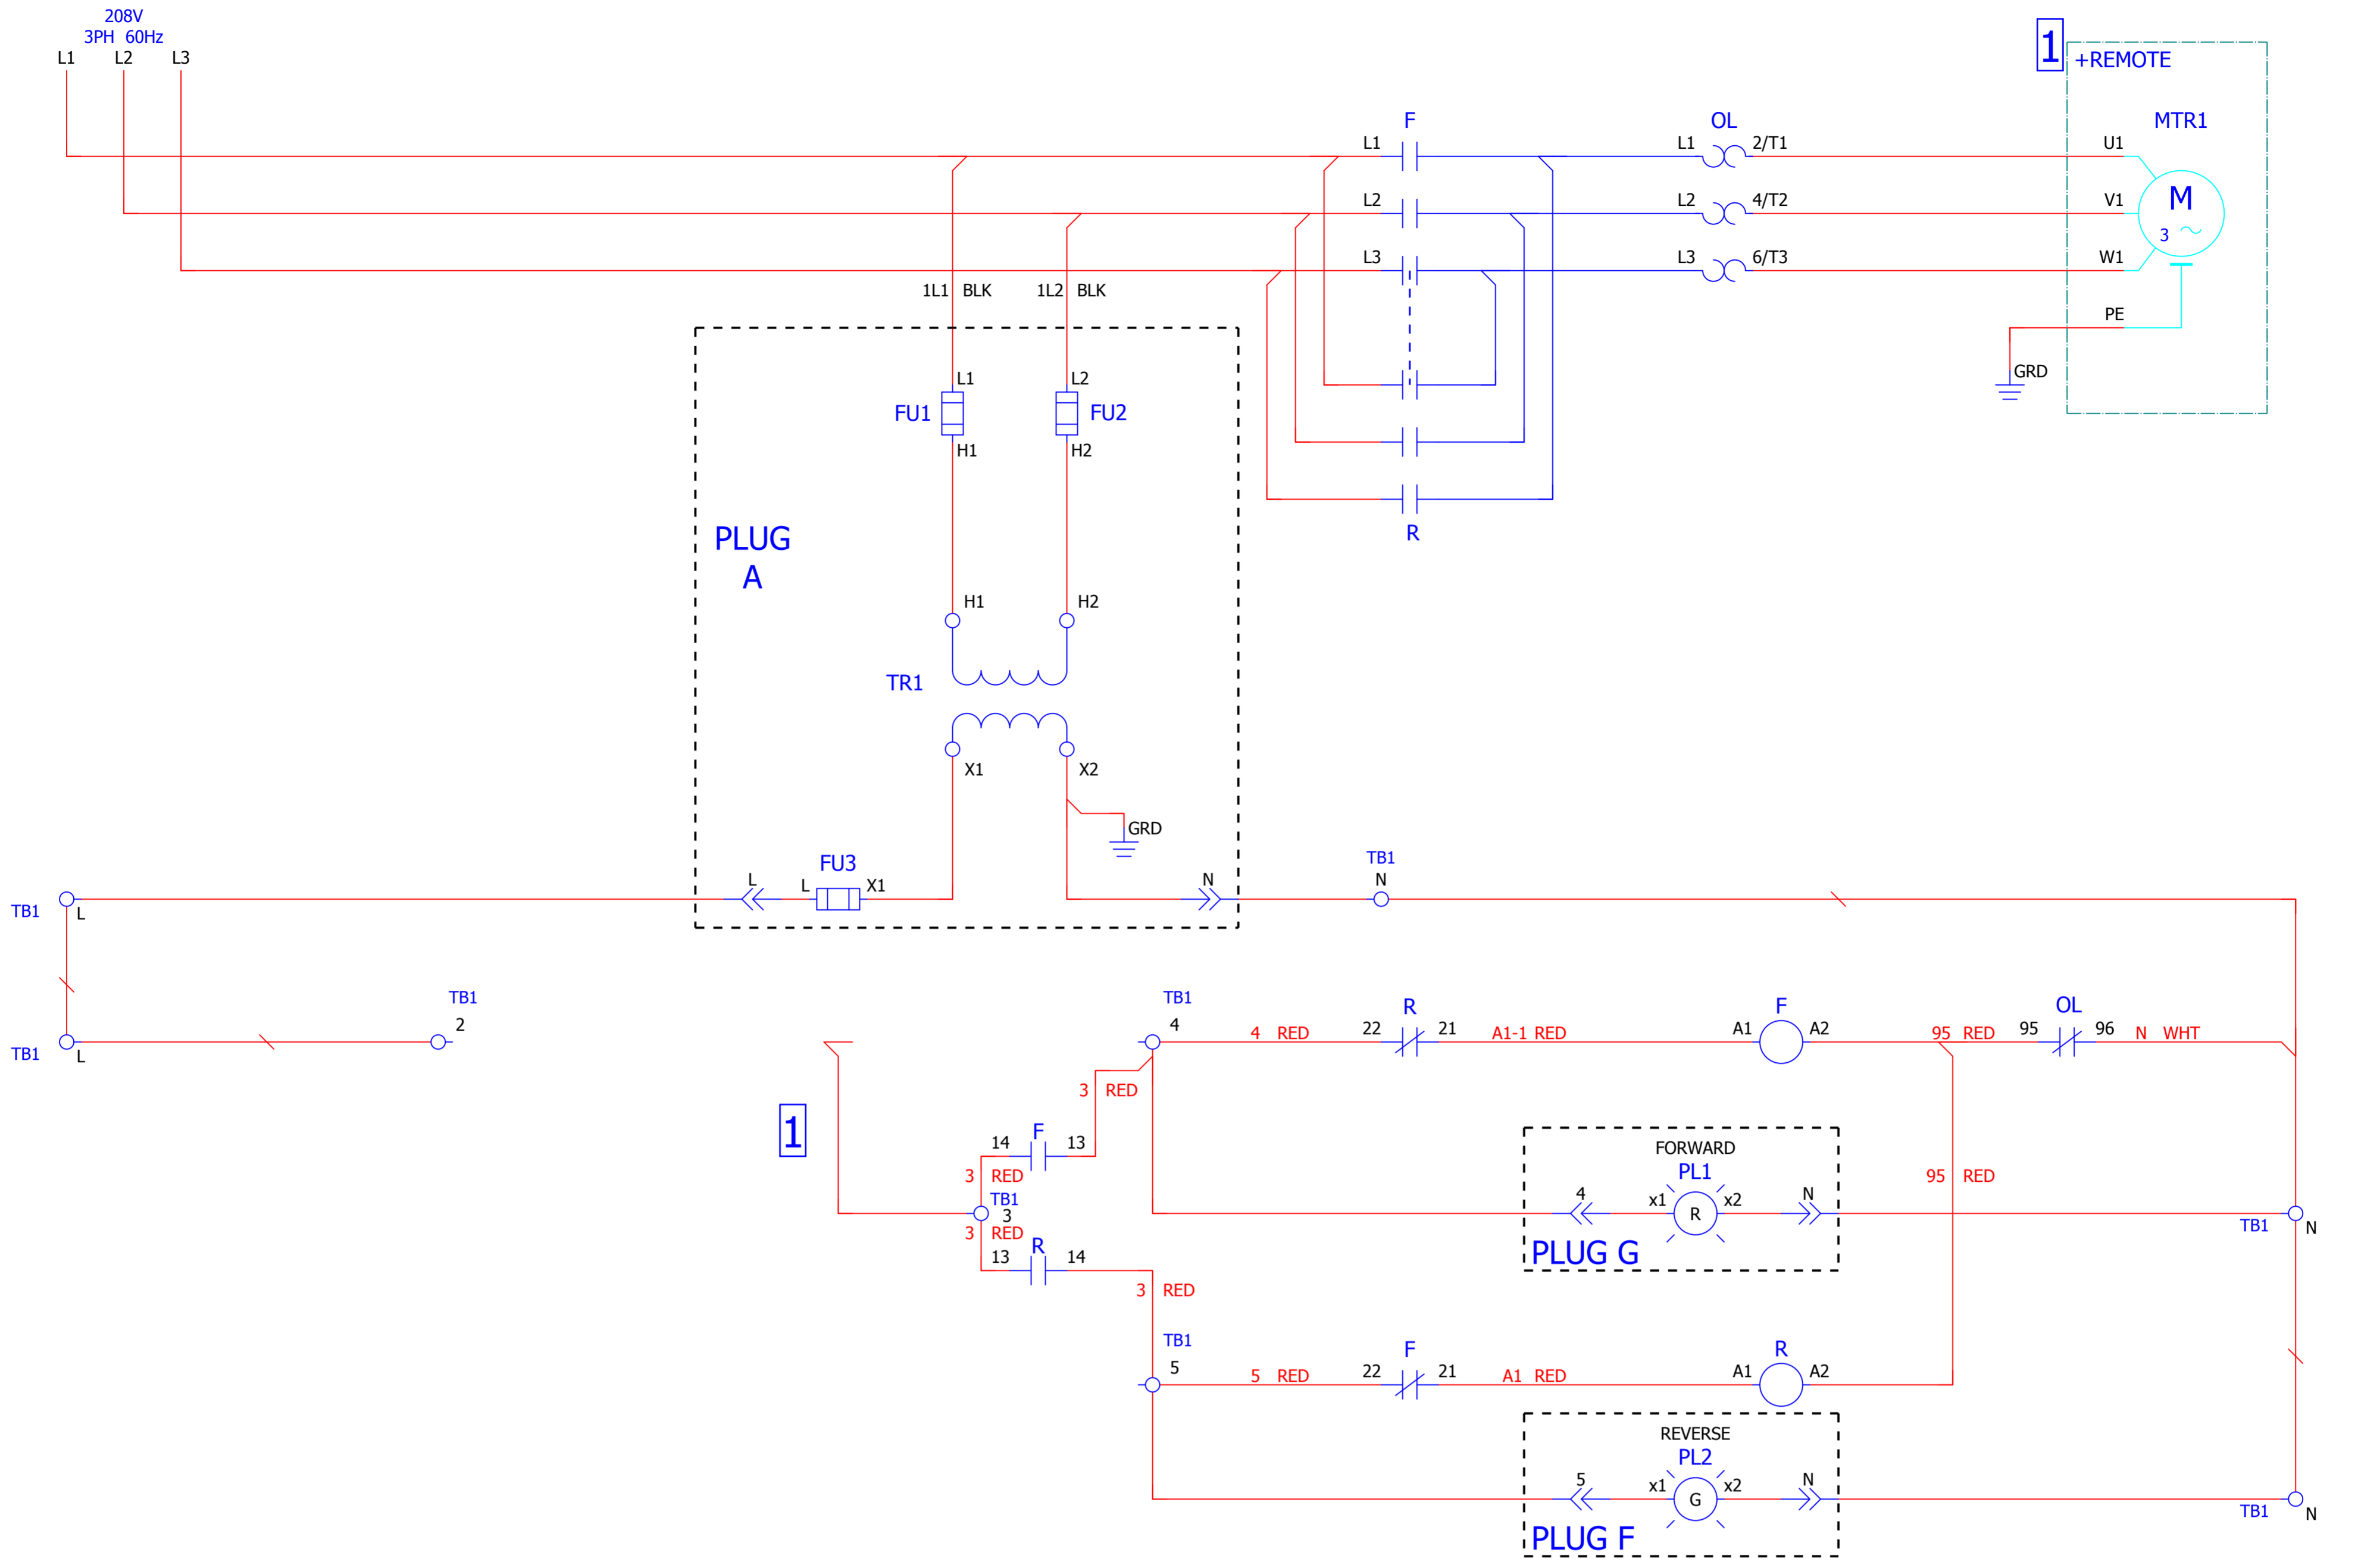 208V
3PH 60Hz
L1 L2 L3
1
+REMOTE
F
OL
MTR1
L1
L1
2/T1
U1
L2
L2
4/T2
V1
M
3
L3
L3
6/T3
W1
1L1 BLK
1L2 BLK
PE
GRD
L1
L2
FU1
FU2
H1
H2
R
PLUG
A
H1
H2
TR1
X1
X2
GRD
FU3
L
L
X1
N
TB1
N
TB1
L
TB1
2
TB1
L
TB1
4
4 RED
R
22
21
A1-1 RED
F
A1
A2
95 RED
OL
95
96
N WHT
3 RED
1
F
14
13
3 RED
TB1
3
3 RED
R
13
14
3 RED
FORWARD
PL1
4
x1
R
x2
N
PLUG G
95 RED
TB1
N
TB1
5
5 RED
F
22
21
A1 RED
R
A1
A2
REVERSE
PL2
5
x1
G
x2
N
PLUG F
TB1
N